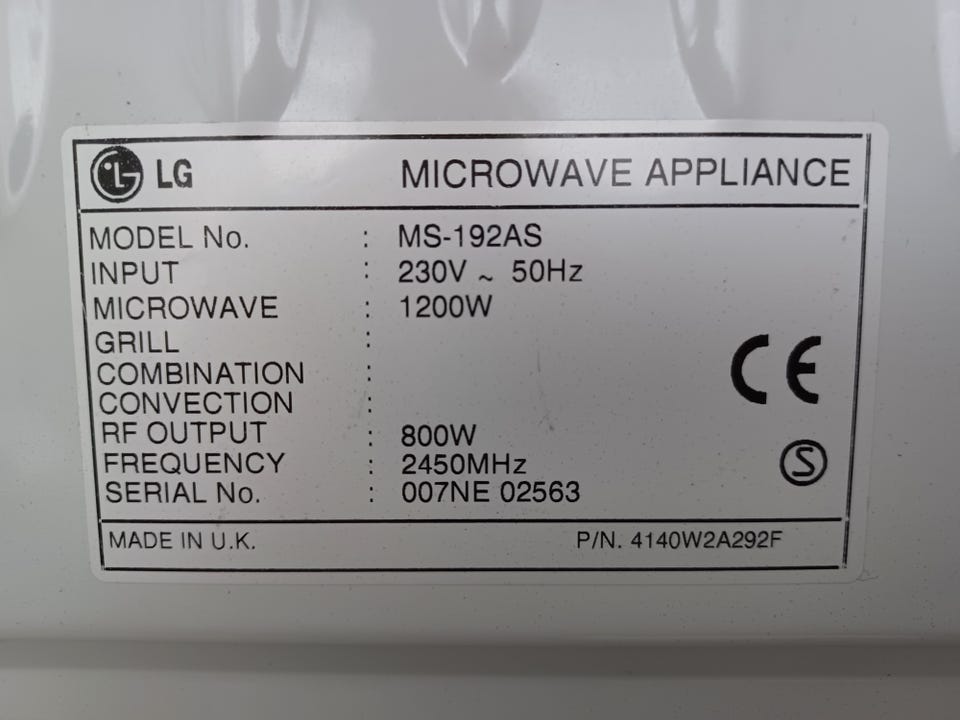 LG MICROWAVE APPLIANCE
MODEL No. : MS-192AS
INPUT : 230V ~ 50Hz
MICROWAVE : 1200W
GRILL :
COMBINATION :
CONVECTION :
RF OUTPUT : 800W
FREQUENCY : 2450MHz
SERIAL No. : 007NE 02563
CE
S
MADE IN U.K. P/N. 4140W2A292F